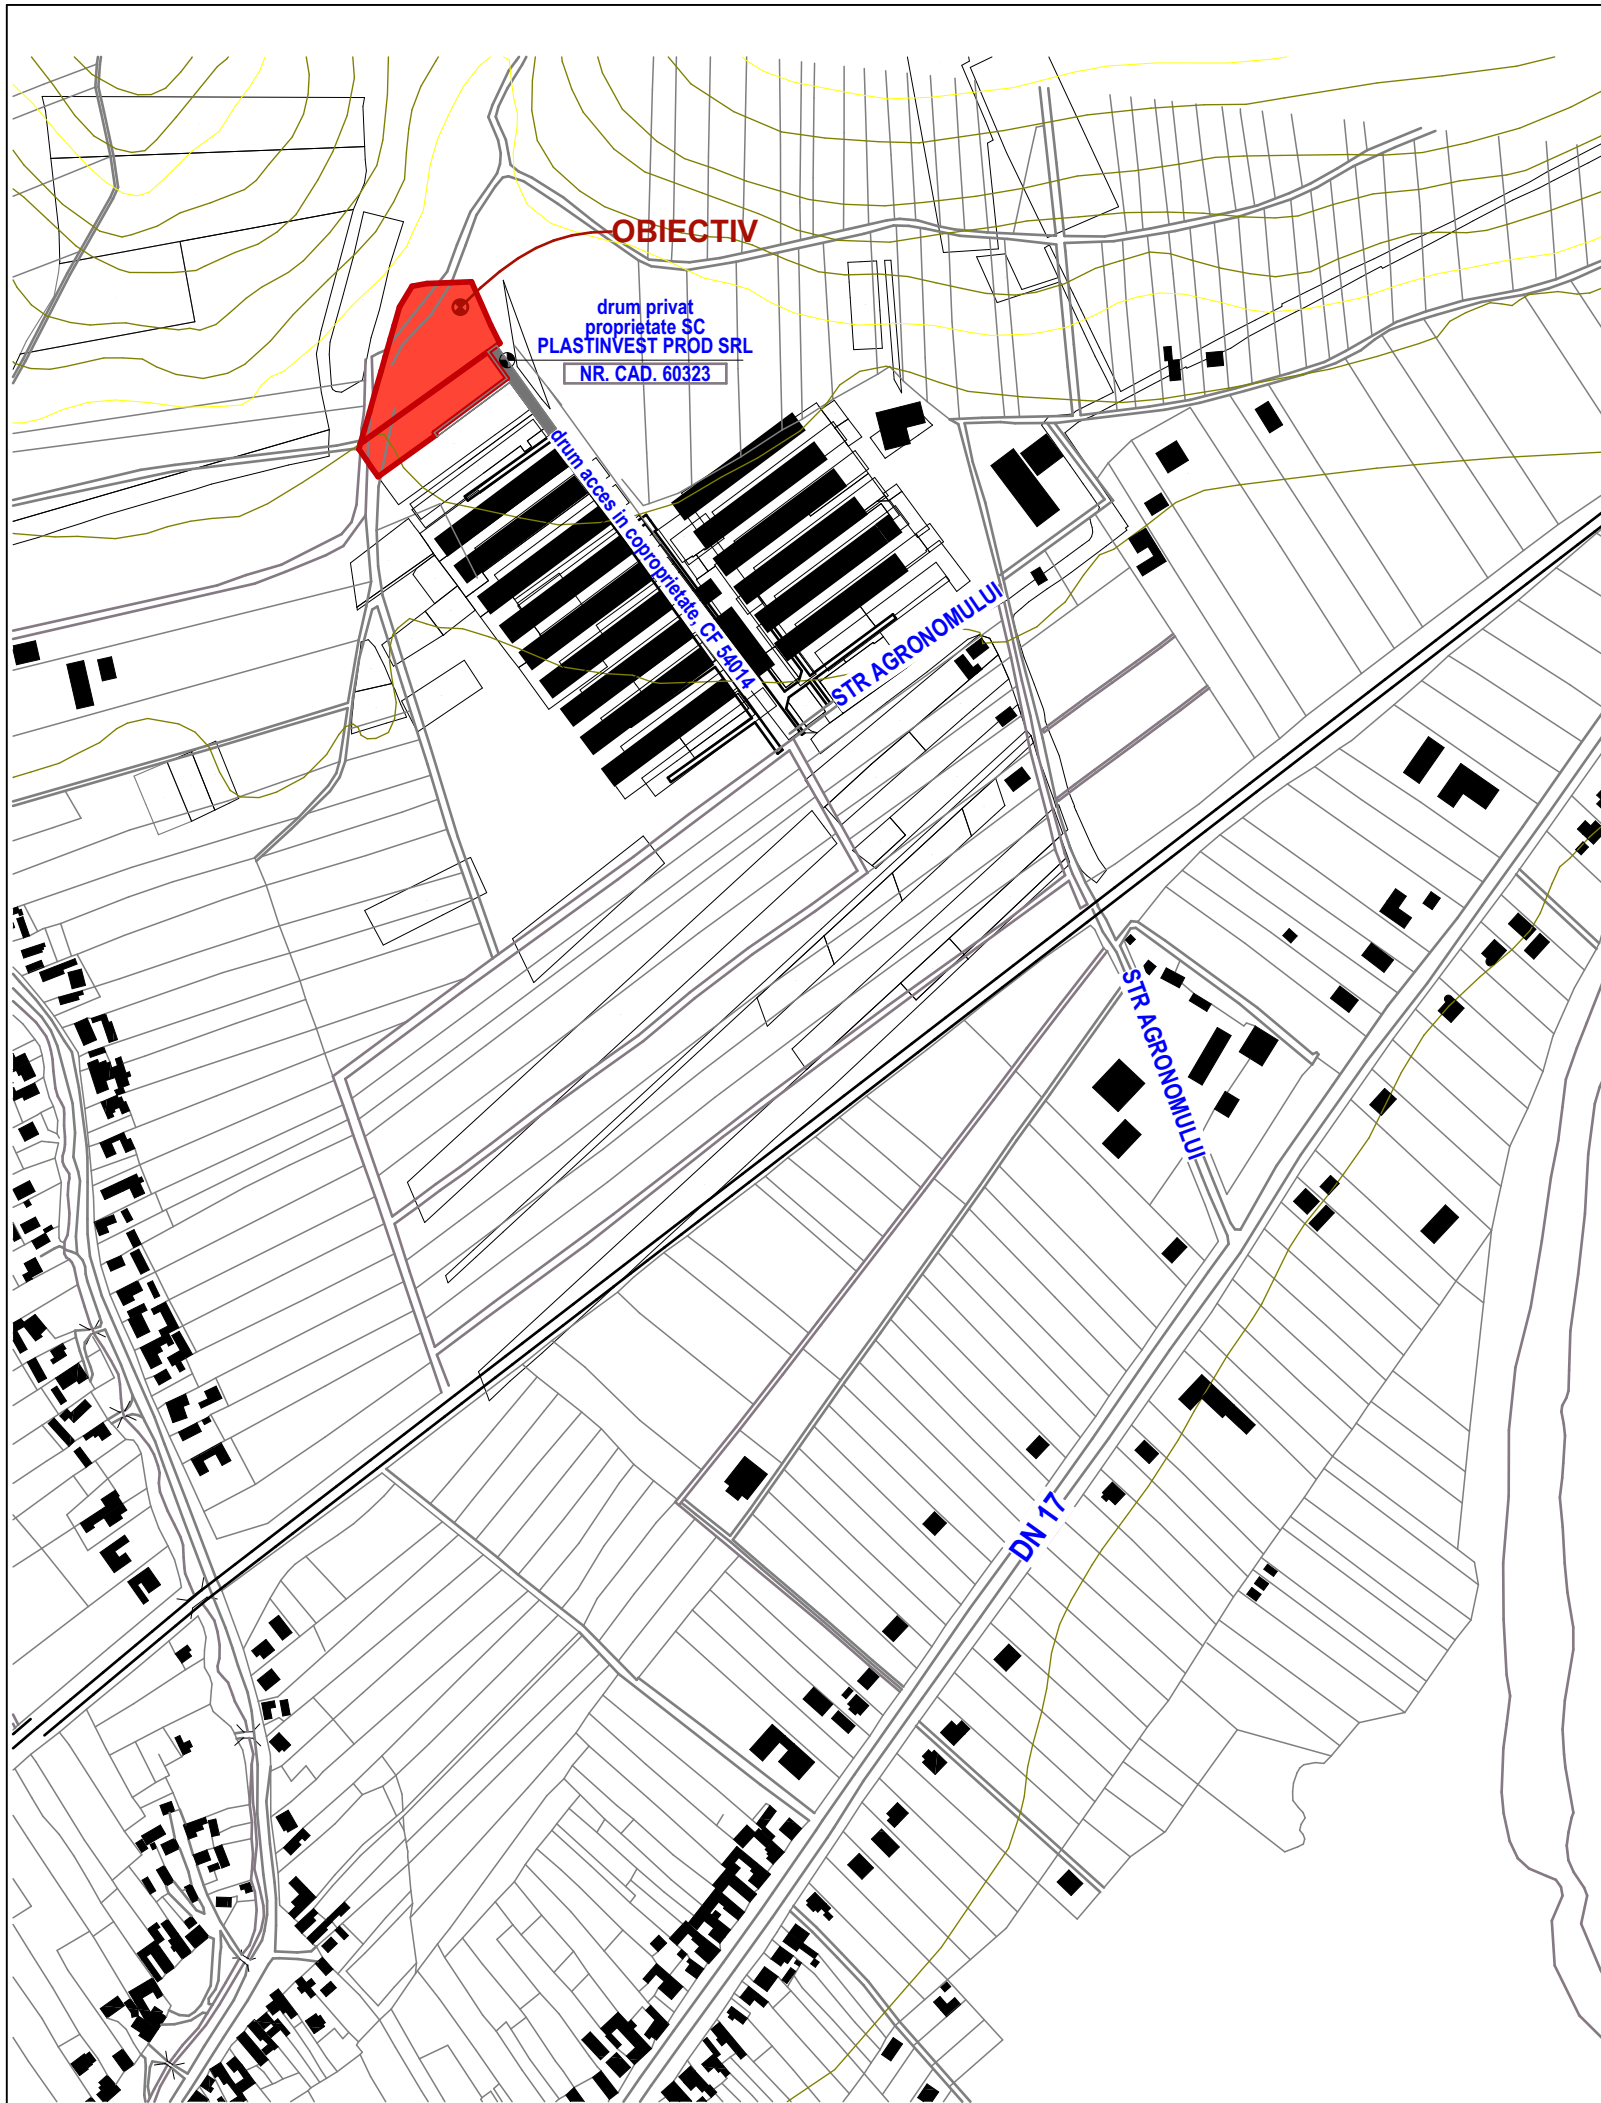 OBIECTIV
drum privat
proprietate SC
PLASTINVEST PROD SRL
NR. CAD. 60323
drum acces in coproprietate, CF 54014
STR AGRONOMULUI
STR AGRONOMULUI
DN 17